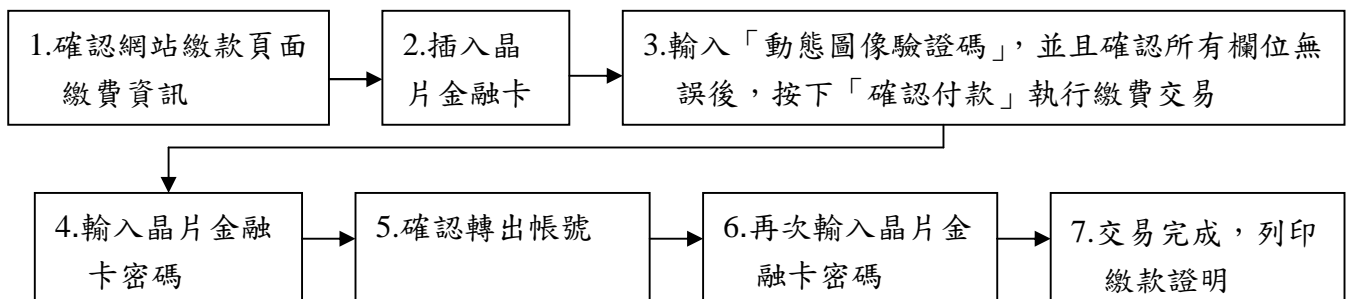 1.確認網站繳款頁面
繳費資訊
2.插入晶
片金融卡
3.輸入「動態圖像驗證碼」，並且確認所有欄位無
誤後，按下「確認付款」執行繳費交易
4.輸入晶片金融
卡密碼
5.確認轉出帳號
6.再次輸入晶片金
融卡密碼
7.交易完成，列印
繳款證明